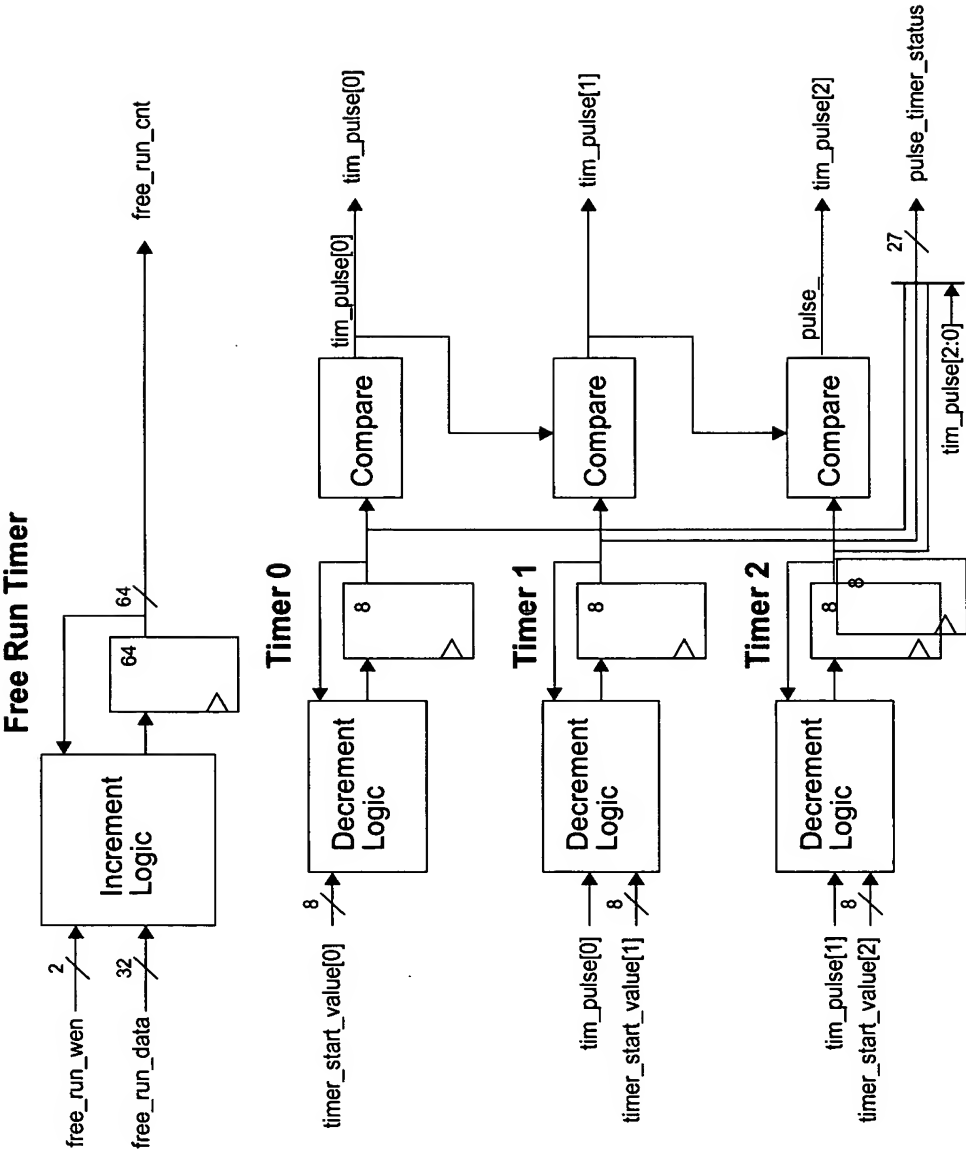 Free Run Timer
free_run_wen
2
free_run_data
32
Increment
Logic
64
64
free_run_cnt
Timer 0
timer_start_value[0]
8
Decrement
Logic
8
Compare
tim_pulse[0]
tim_pulse[0]
Timer 1
tim_pulse[0]
timer_start_value[1]
8
Decrement
Logic
8
Compare
tim_pulse[1]
Timer 2
tim_pulse[1]
timer_start_value[2]
8
Decrement
Logic
8
8
Compare
pulse_
tim_pulse[2]
tim_pulse[2:0]
27
pulse_timer_status